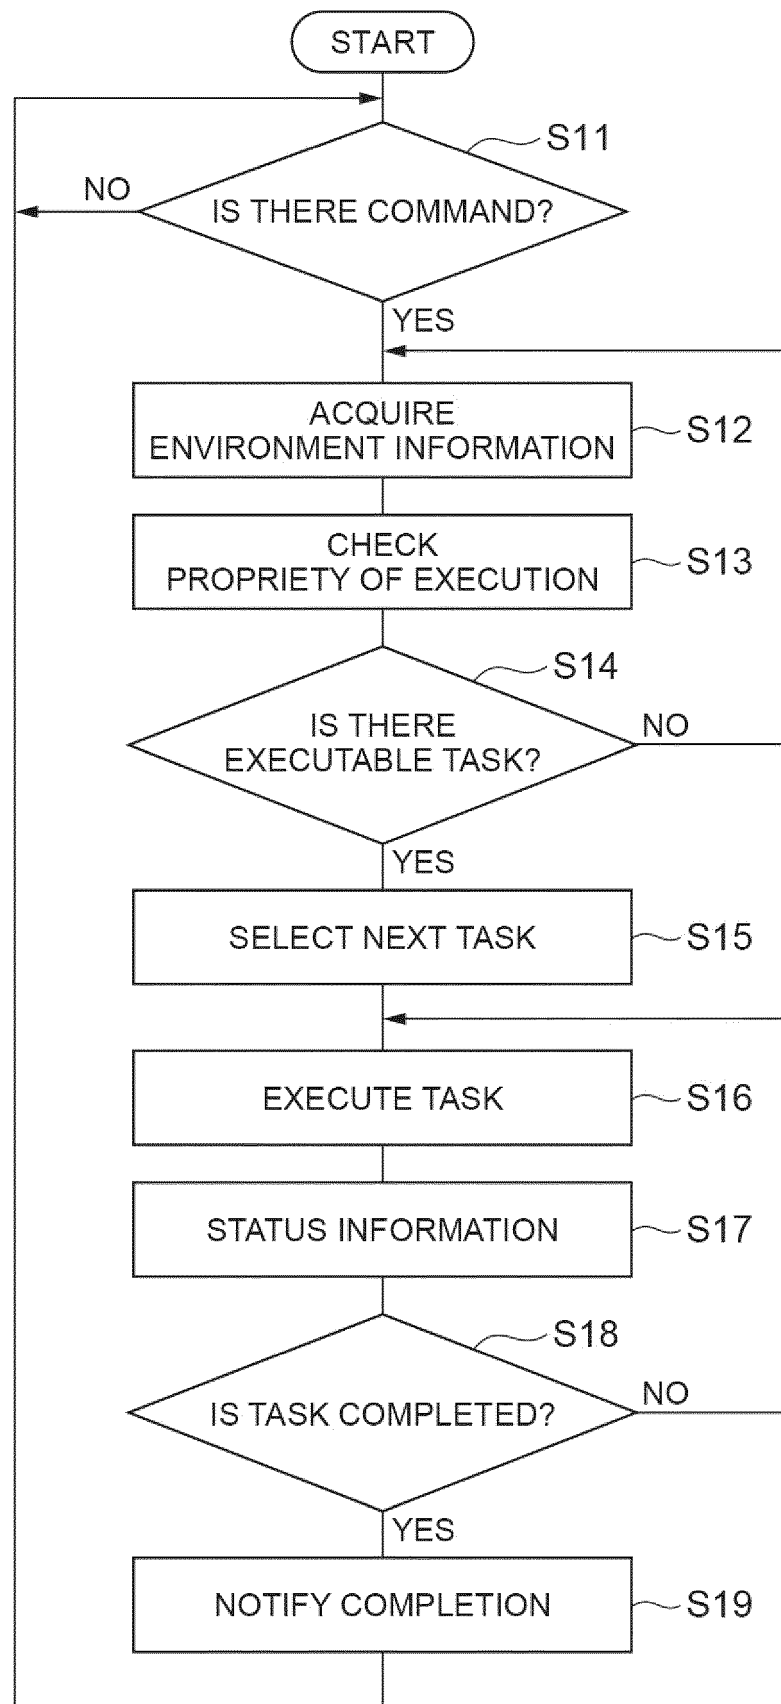 START
S11
NO
IS THERE COMMAND?
YES
ACQUIRE
ENVIRONMENT INFORMATION
S12
CHECK
PROPRIETY OF EXECUTION
S13
S14
IS THERE
EXECUTABLE TASK?
NO
YES
SELECT NEXT TASK
S15
EXECUTE TASK
S16
STATUS INFORMATION
S17
S18
IS TASK COMPLETED?
NO
YES
NOTIFY COMPLETION
S19